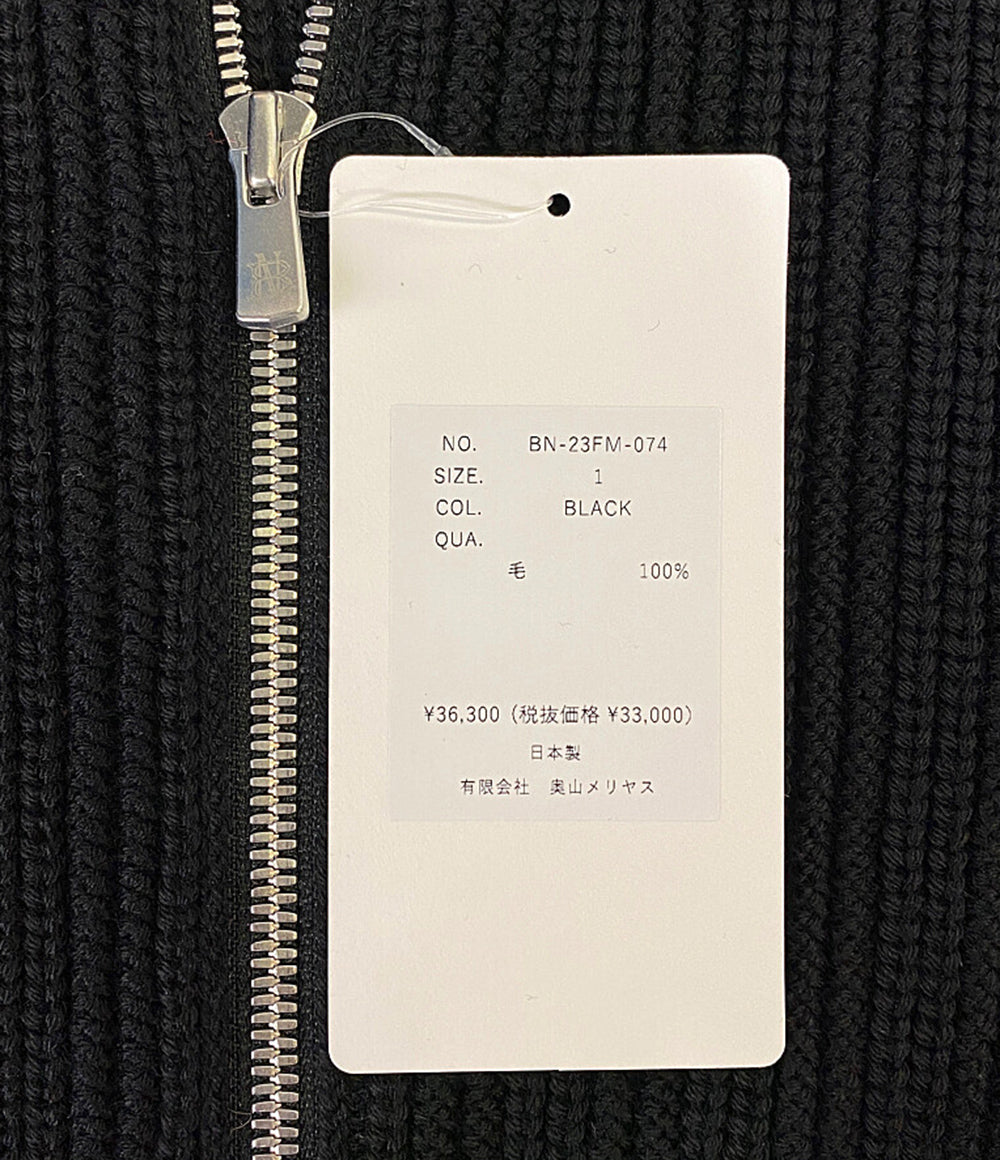 NO. BN-23FM-074
SIZE. 1
COL. BLACK
QUA.
毛 100%
¥36,300 (税抜価格 ¥33,000)
日本製
有限会社 奥山メリヤス